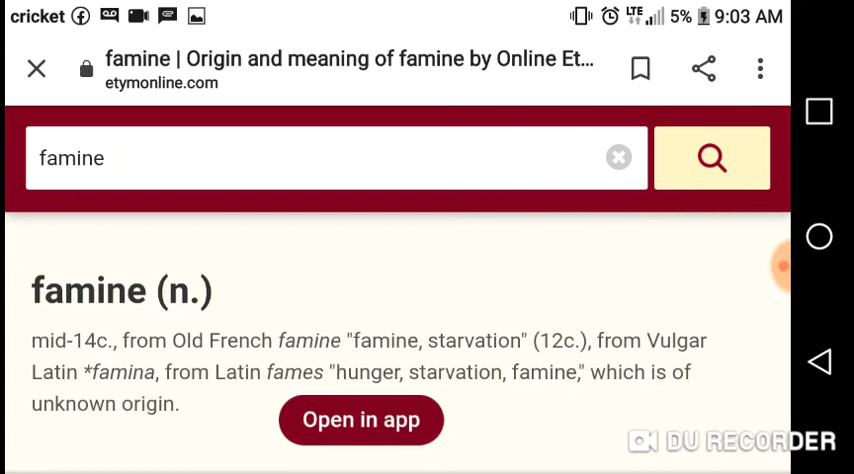 cricket LTE 5% 9:03 AM
famine | Origin and meaning of famine by Online Et...
etymonline.com
famine
famine (n.)
mid-14c., from Old French famine "famine, starvation" (12c.), from Vulgar
Latin *famina, from Latin fames "hunger, starvation, famine," which is of
unknown origin.
Open in app
DU RECORDER